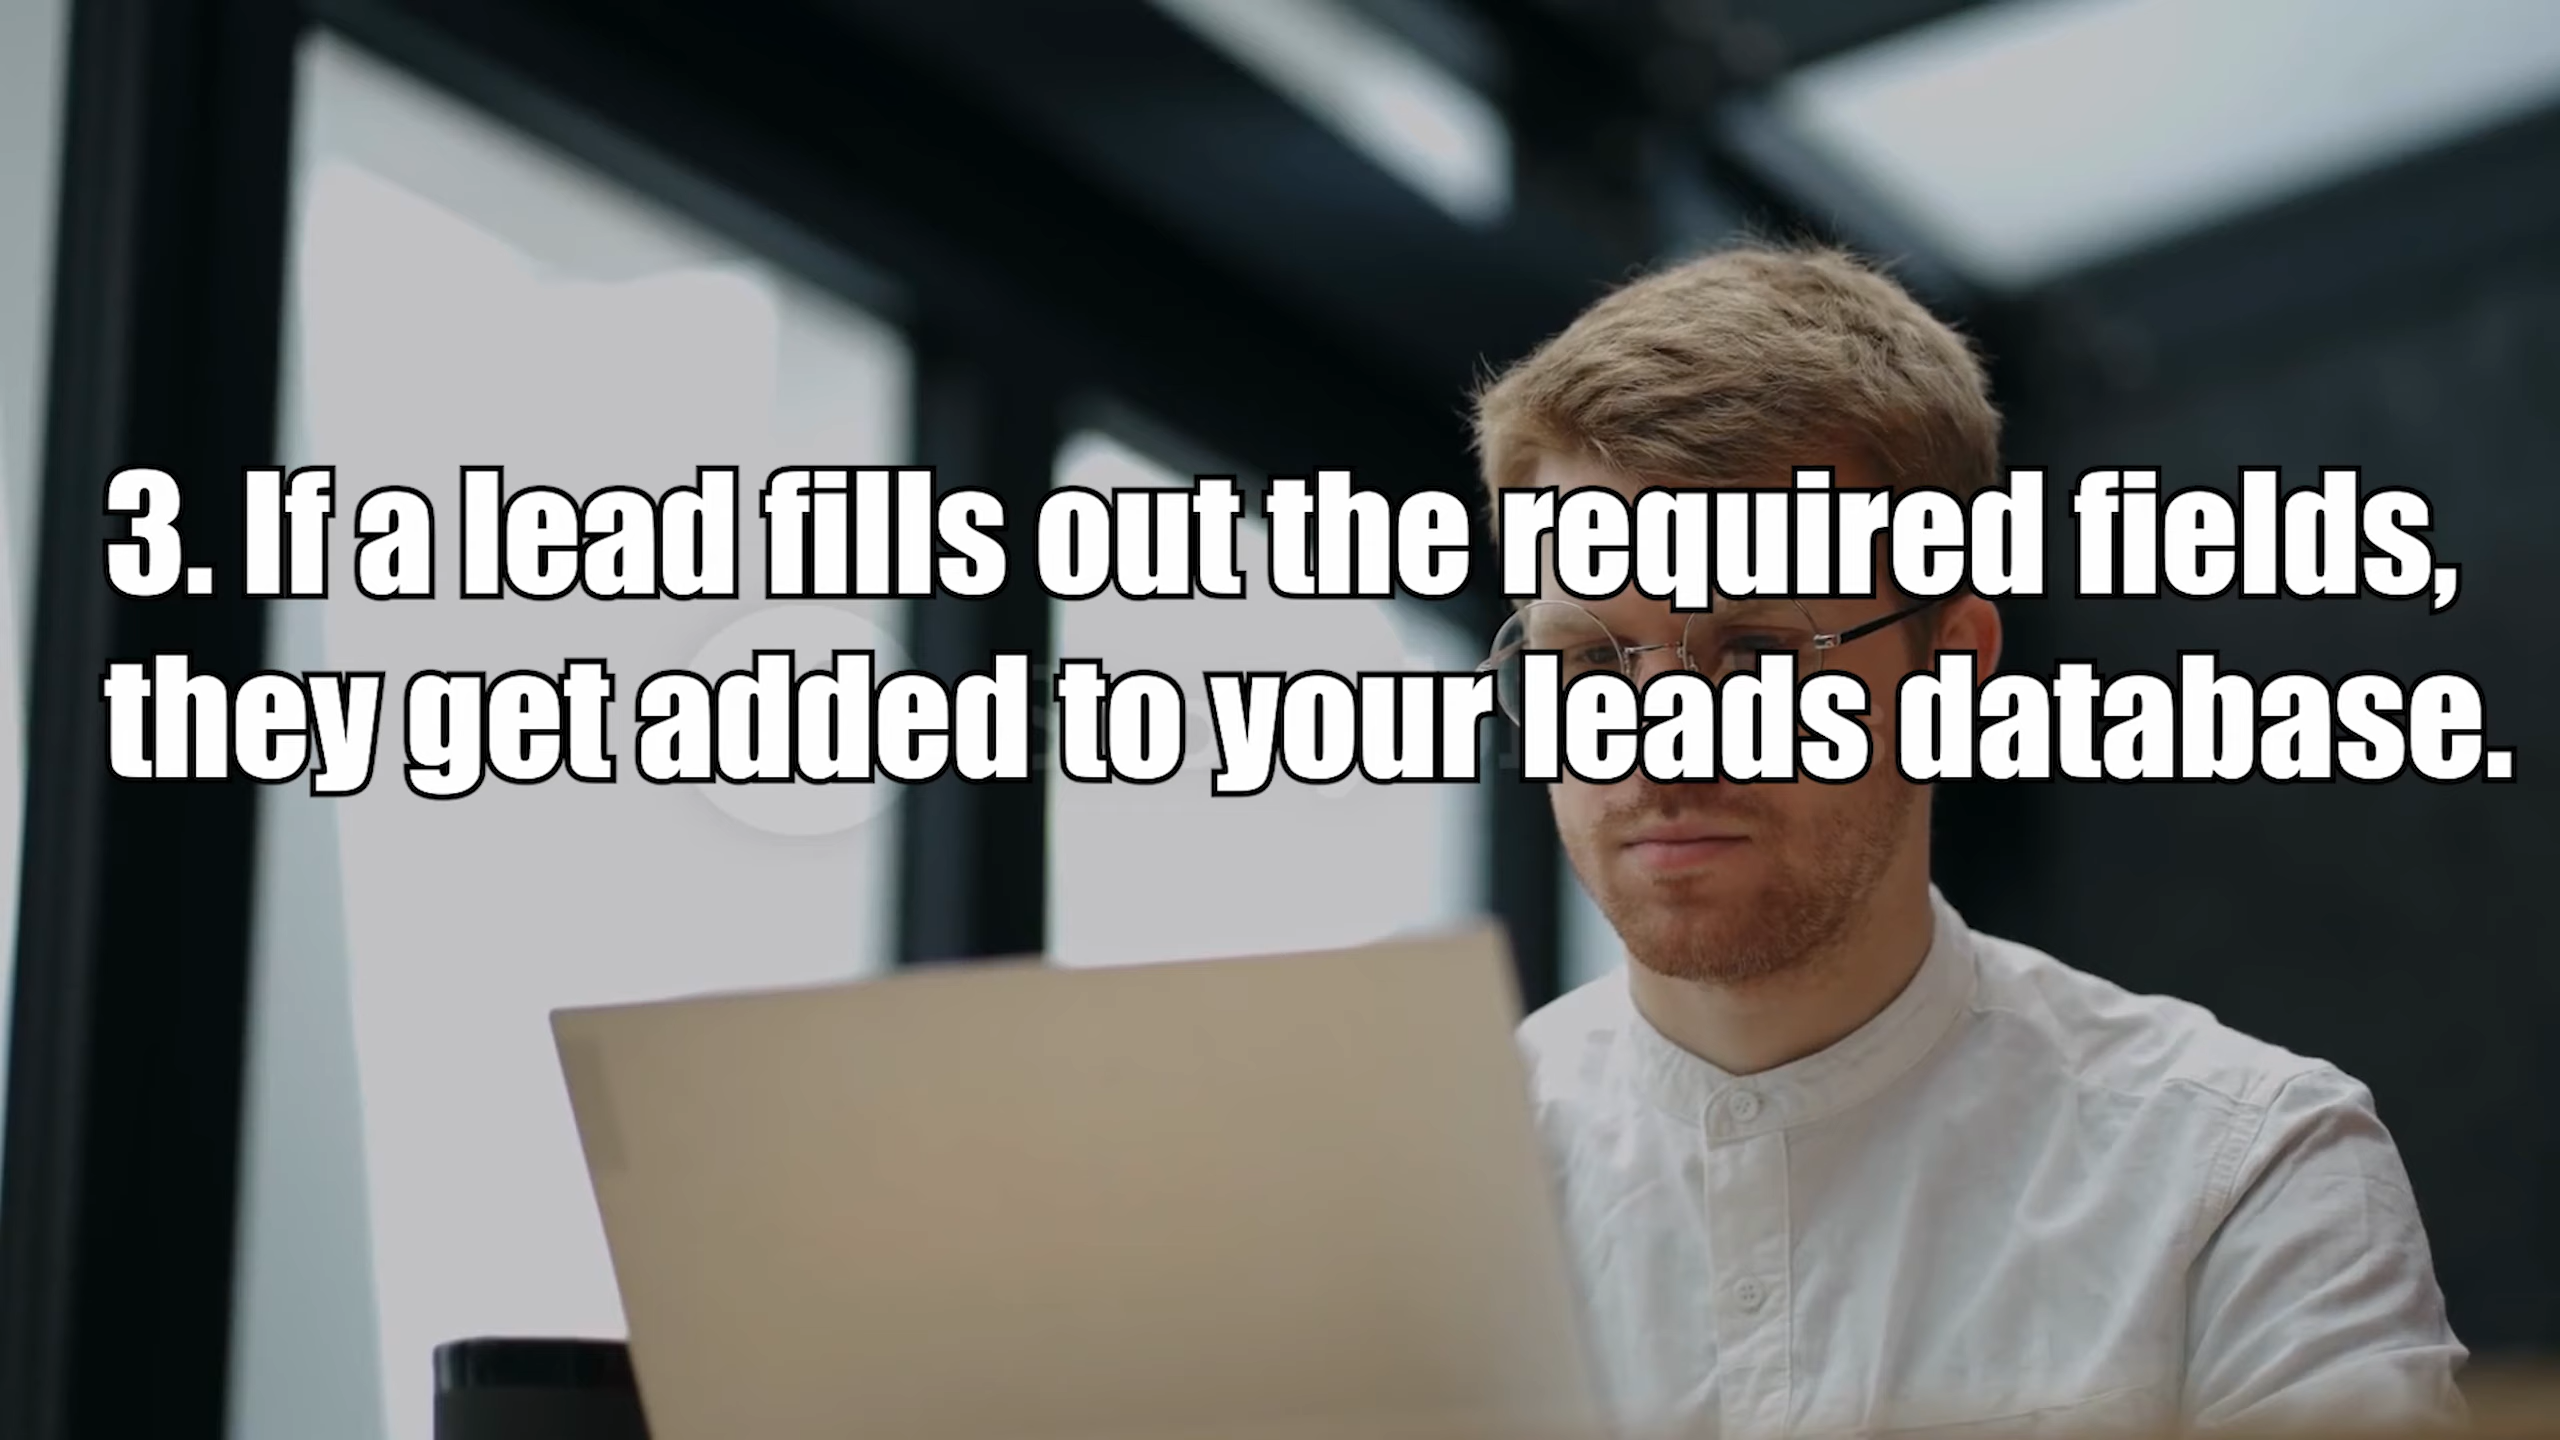 3. If a lead fills out the required fields,
they get added to your leads database.